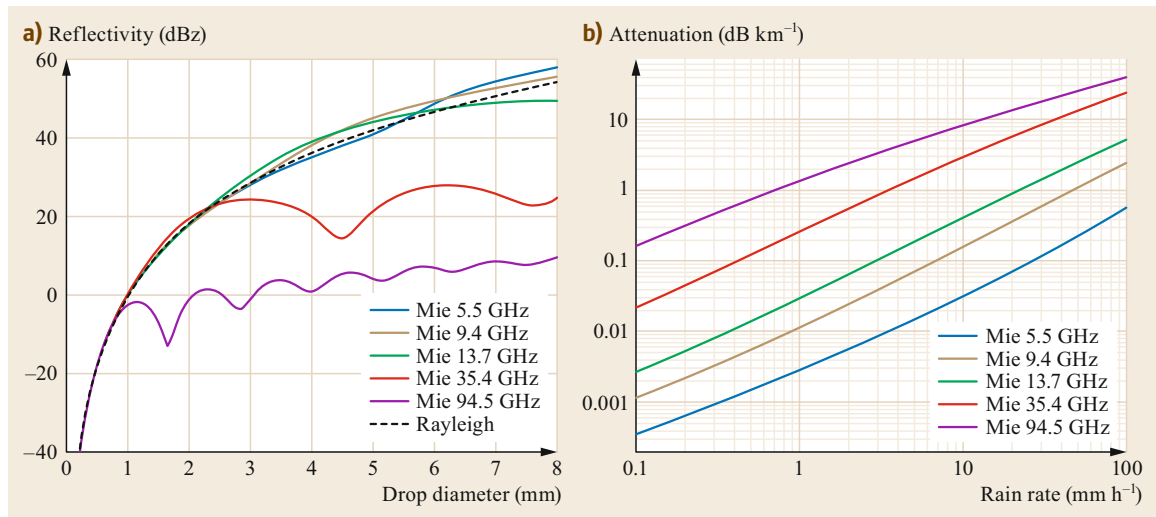 a) Reflectivity (dBz)
60
40
20
0
–20
–40
0 1 2 3 4 5 6 7 8
Drop diameter (mm)
Mie 5.5 GHz
Mie 9.4 GHz
Mie 13.7 GHz
Mie 35.4 GHz
Mie 94.5 GHz
Rayleigh
b) Attenuation (dB km⁻¹)
10
1
0.1
0.01
0.001
0.1 1 10 100
Rain rate (mm h⁻¹)
Mie 5.5 GHz
Mie 9.4 GHz
Mie 13.7 GHz
Mie 35.4 GHz
Mie 94.5 GHz